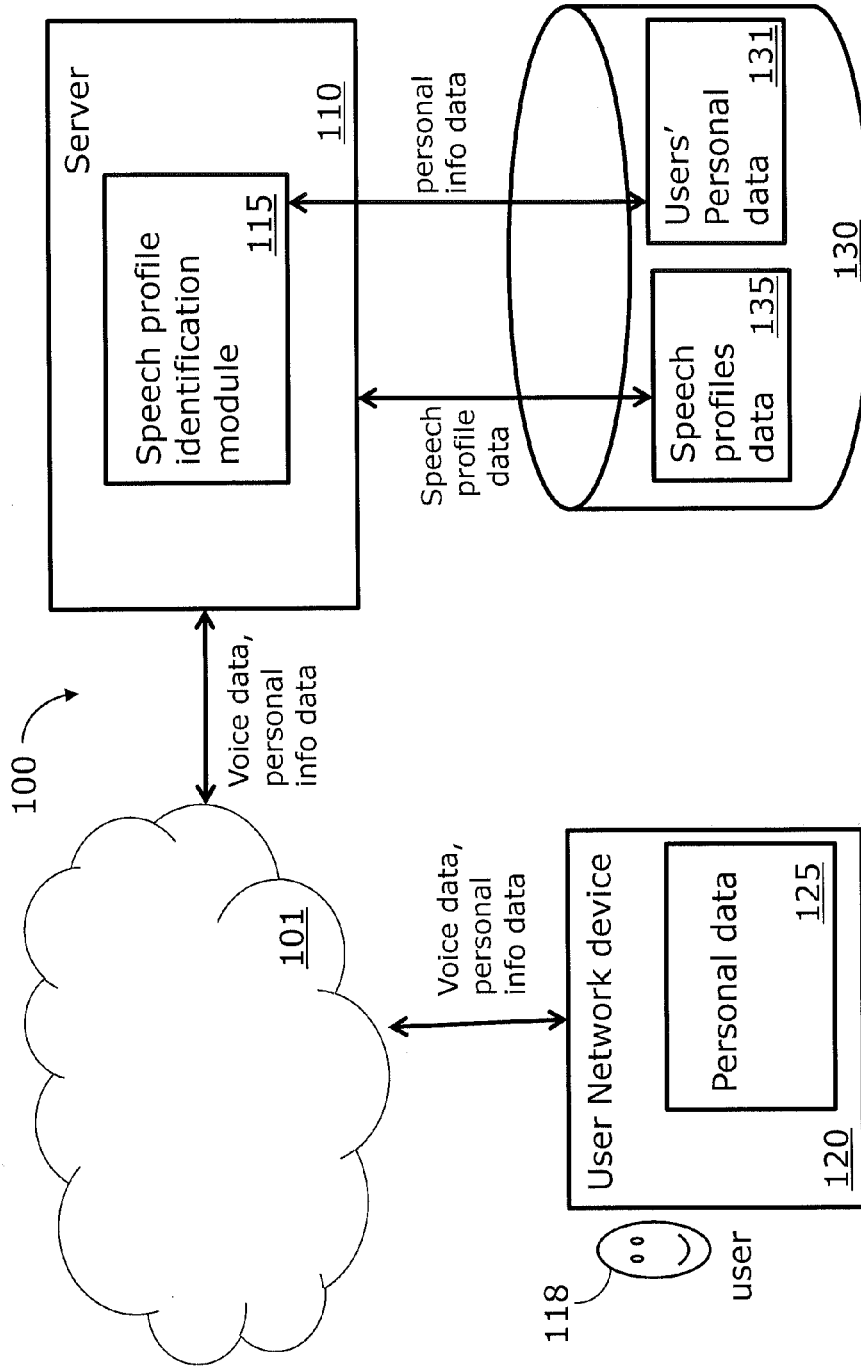 100
101
Voice data,
personal
info data
Server
110
Speech profile
identification
module
115
Voice data,
personal
info data
Speech
profile
data
personal
info data
118
user
User Network device
120
Personal data
125
Speech
profiles
data
135
Users'
Personal
data
131
130